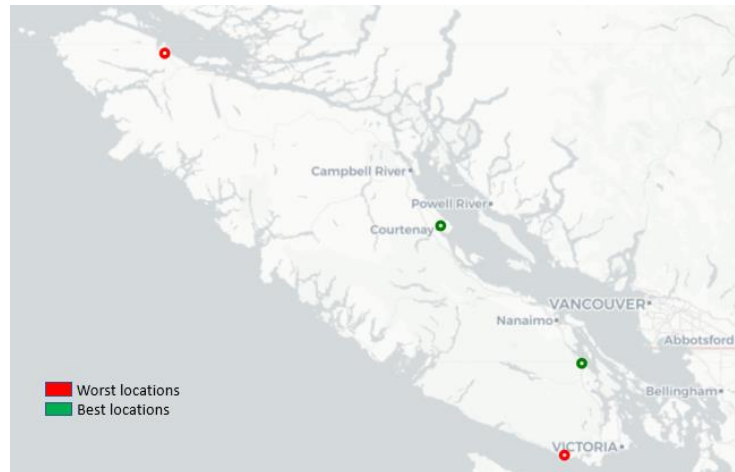 Campbell River
Powell River
Courtenay
VANCOUVER
Nanaimo
Abbotsford
Bellingham
VICTORIA
Worst locations
Best locations